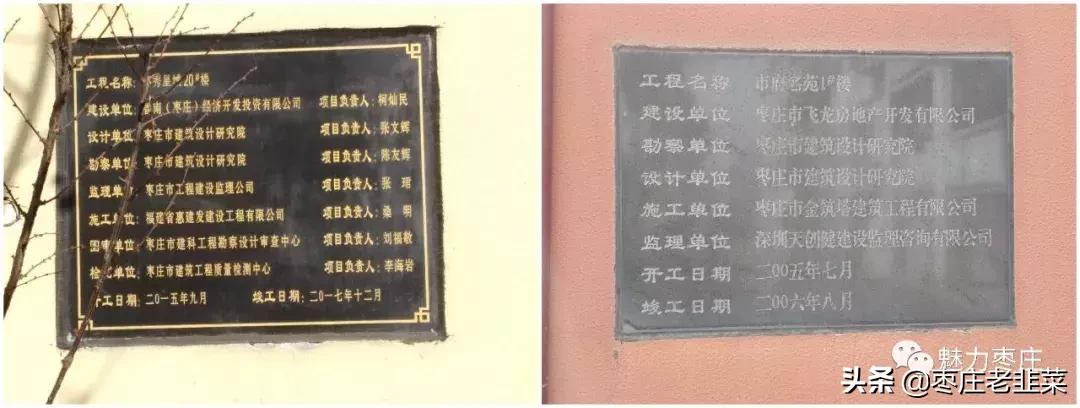 工程名称: 20#楼
建设单位: 南(枣庄)经济开发投资有限公司 项目负责人: 柯灿民
设计单位: 枣庄市建筑设计研究院 项目负责人: 张文辉
勘察单位: 枣庄市建筑设计研究院 项目负责人: 陈友辉
监理单位: 枣庄市工程建设监理公司 项目负责人: 张珺
施工单位: 福建省惠建发建设工程有限公司 项目负责人: 桑明
图审单位: 枣庄市建科工程勘察设计审查中心 项目负责人: 刘福敏
检测单位: 枣庄市建筑工程质量检测中心 项目负责人: 李海岩
开工日期: 二〇一五年九月 竣工日期: 二〇一七年十二月
工程名称 市府名苑1#楼
建设单位 枣庄市飞龙房地产开发有限公司
勘察单位 枣庄市建筑设计研究院
设计单位 枣庄市建筑设计研究院
施工单位 枣庄市金筑塔建筑工程有限公司
监理单位 深圳天创健建设监理咨询有限公司
开工日期 二〇〇五年七月
竣工日期 二〇〇六年八月
魅力枣庄
头条@枣庄老韭菜